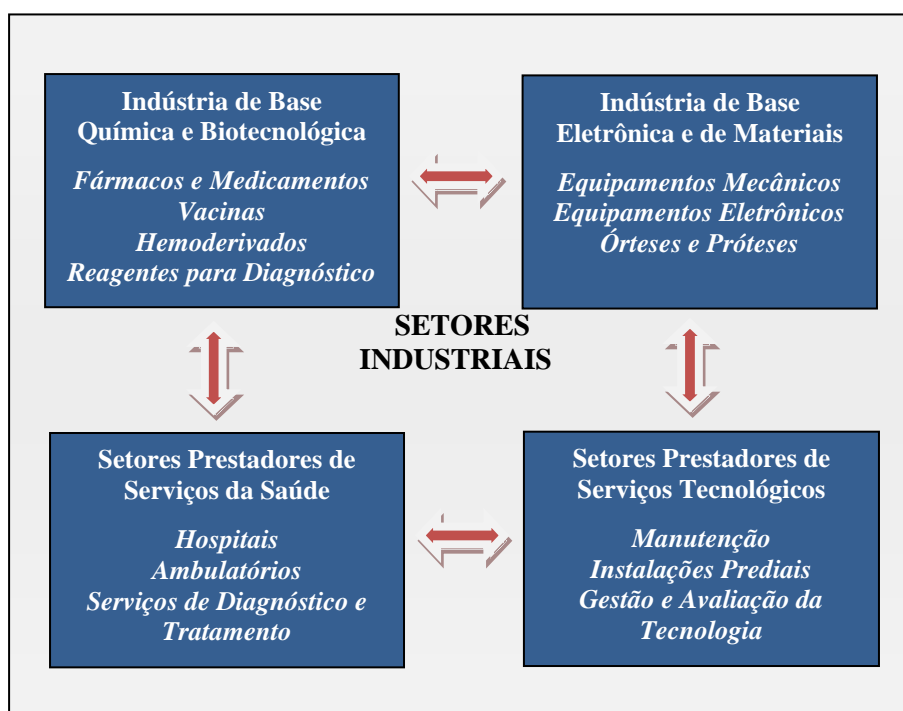 Indústria de Base
Química e Biotecnológica
Fármacos e Medicamentos
Vacinas
Hemoderivados
Reagentes para Diagnóstico
Indústria de Base
Eletrônica e de Materiais
Equipamentos Mecânicos
Equipamentos Eletrônicos
Órteses e Próteses
SETORES
INDUSTRIAIS
Setores Prestadores de
Serviços da Saúde
Hospitais
Ambulatórios
Serviços de Diagnóstico e
Tratamento
Setores Prestadores de
Serviços Tecnológicos
Manutenção
Instalações Prediais
Gestão e Avaliação da
Tecnologia